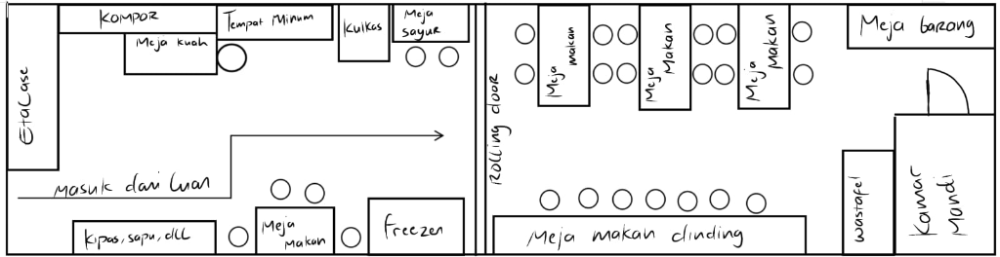 KOMPOR
Tempat Minum
Kulkas
Meja
sayur
Meja kuah
Etalase
Masuk dari luar
Kipas, sapu, dll
Meja
Makan
Freezer
Rolling door
Meja
makan
Meja
Makan
Meja
Makan
Meja barang
Meja makan dinding
wastafel
Kamar
Mandi